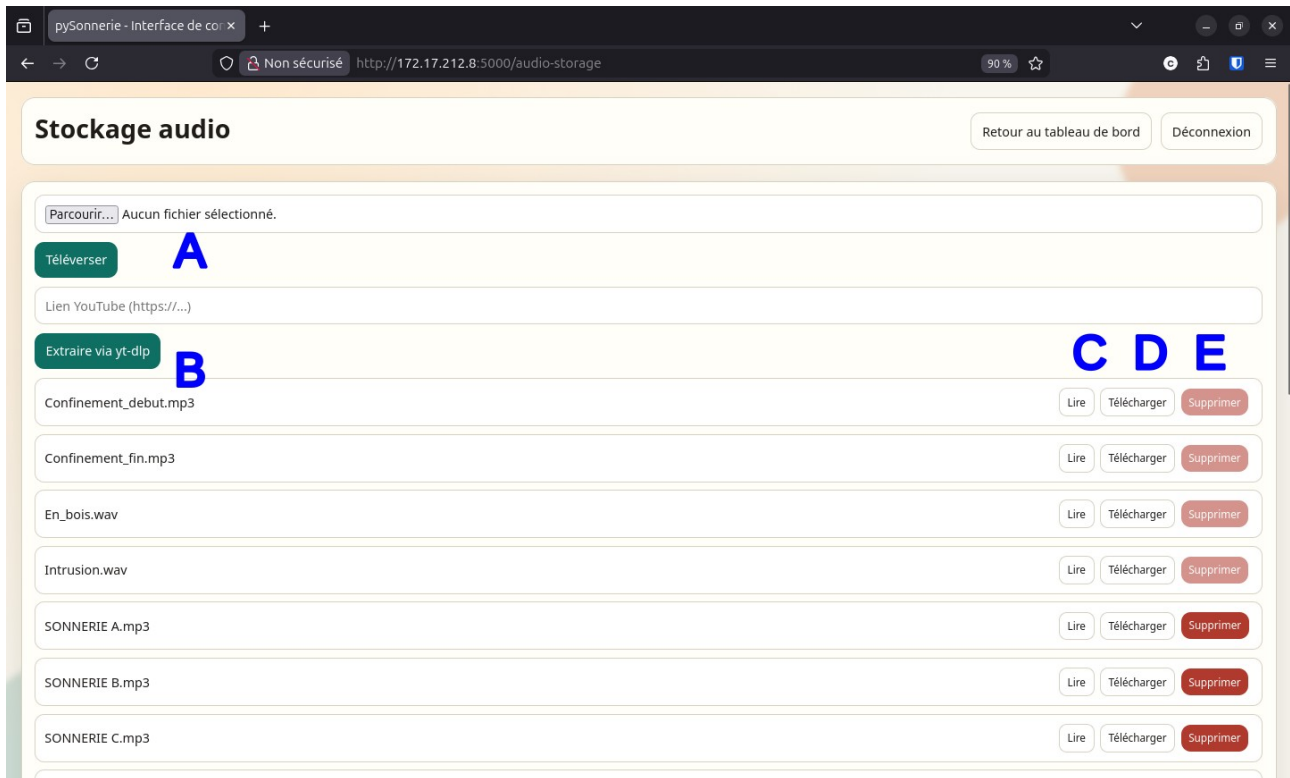 pySonnerie - Interface de cor
Non sécurisé http://172.17.212.8:5000/audio-storage 90 %
Stockage audio Retour au tableau de bord Déconnexion
Parcourir... Aucun fichier sélectionné.
A
Téléverser
Lien YouTube (https://...)
Extraire via yt-dlp
B
C D E
Confinement_debut.mp3 Lire Télécharger Supprimer
Confinement_fin.mp3 Lire Télécharger Supprimer
En_bois.wav Lire Télécharger Supprimer
Intrusion.wav Lire Télécharger Supprimer
SONNERIE A.mp3 Lire Télécharger Supprimer
SONNERIE B.mp3 Lire Télécharger Supprimer
SONNERIE C.mp3 Lire Télécharger Supprimer